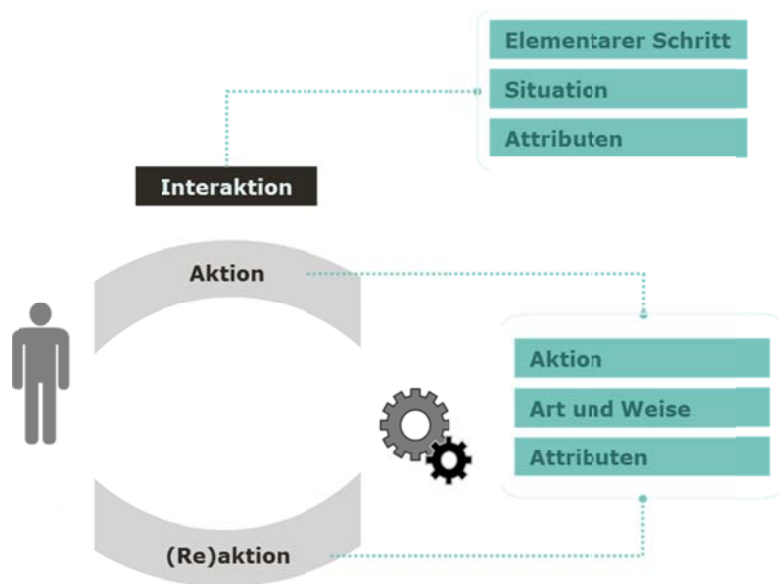 Elementarer Schritt
Situation
Attributen
Interaktion
Aktion
Aktion
Art und Weise
Attributen
(Re)aktion